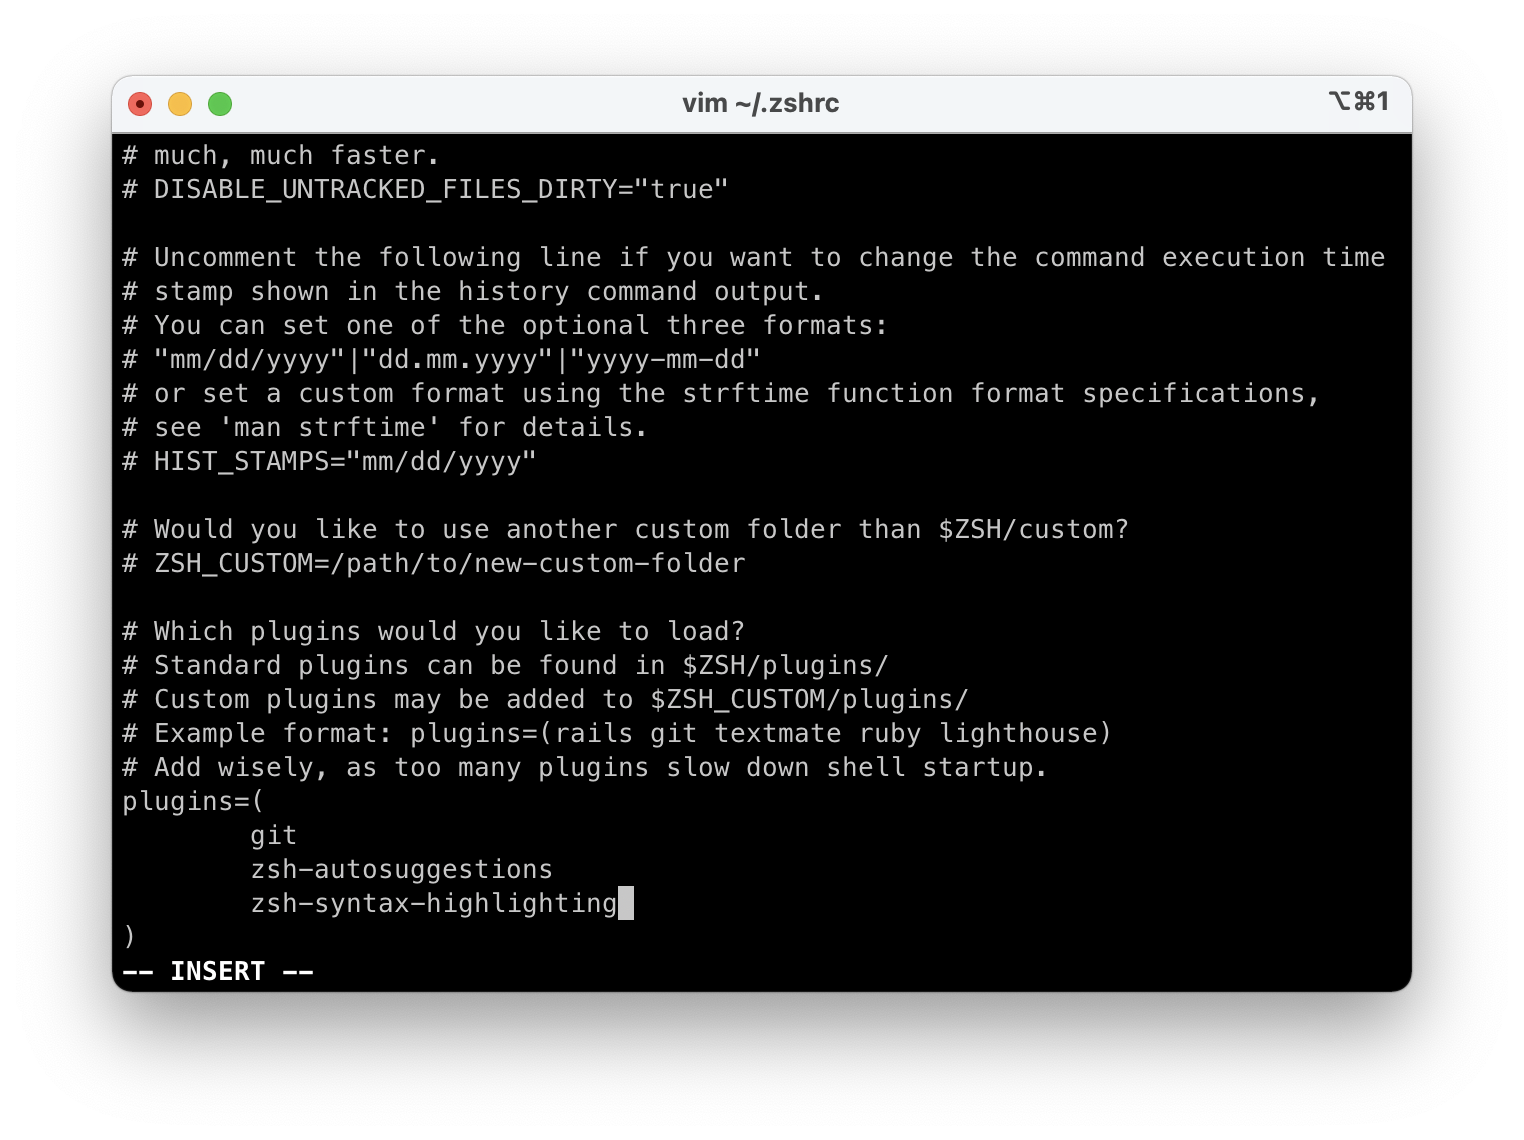 vim ~/.zshrc
⌥⌘1
# much, much faster.
# DISABLE_UNTRACKED_FILES_DIRTY="true"
# Uncomment the following line if you want to change the command execution time
# stamp shown in the history command output.
# You can set one of the optional three formats:
# "mm/dd/yyyy"|"dd.mm.yyyy"|"yyyy-mm-dd"
# or set a custom format using the strftime function format specifications,
# see 'man strftime' for details.
# HIST_STAMPS="mm/dd/yyyy"
# Would you like to use another custom folder than $ZSH/custom?
# ZSH_CUSTOM=/path/to/new-custom-folder
# Which plugins would you like to load?
# Standard plugins can be found in $ZSH/plugins/
# Custom plugins may be added to $ZSH_CUSTOM/plugins/
# Example format: plugins=(rails git textmate ruby lighthouse)
# Add wisely, as too many plugins slow down shell startup.
plugins=(
        git
        zsh-autosuggestions
        zsh-syntax-highlighting
)
-- INSERT --